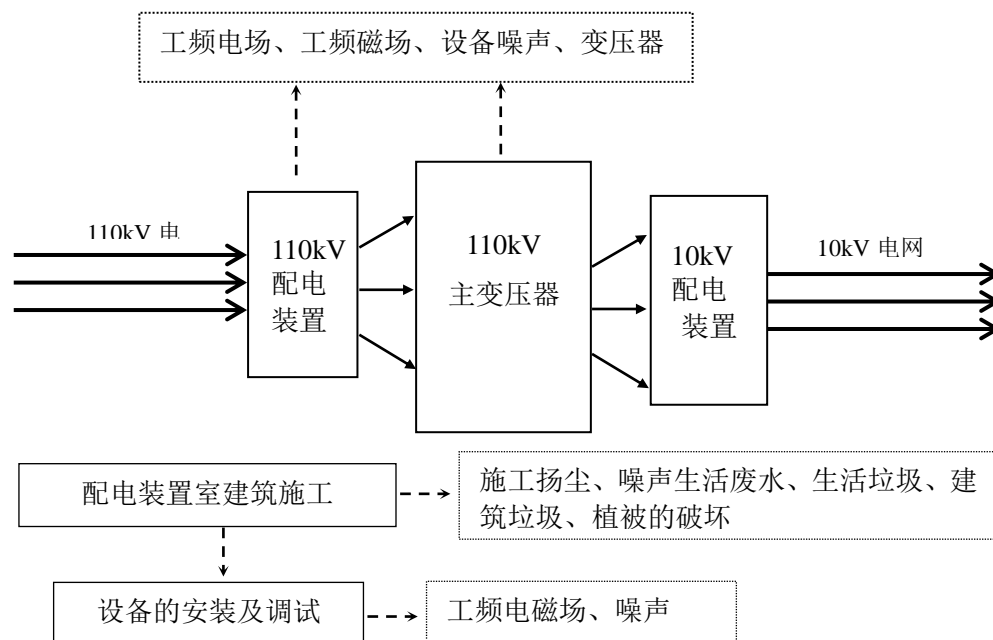 工频电场、工频磁场、设备噪声、变压器
110kV 电
110kV
配电
装置
110kV
主变压器
10kV
配电
装置
10kV 电网
配电装置室建筑施工
施工扬尘、噪声生活废水、生活垃圾、建
筑垃圾、植被的破坏
设备的安装及调试
工频电磁场、噪声